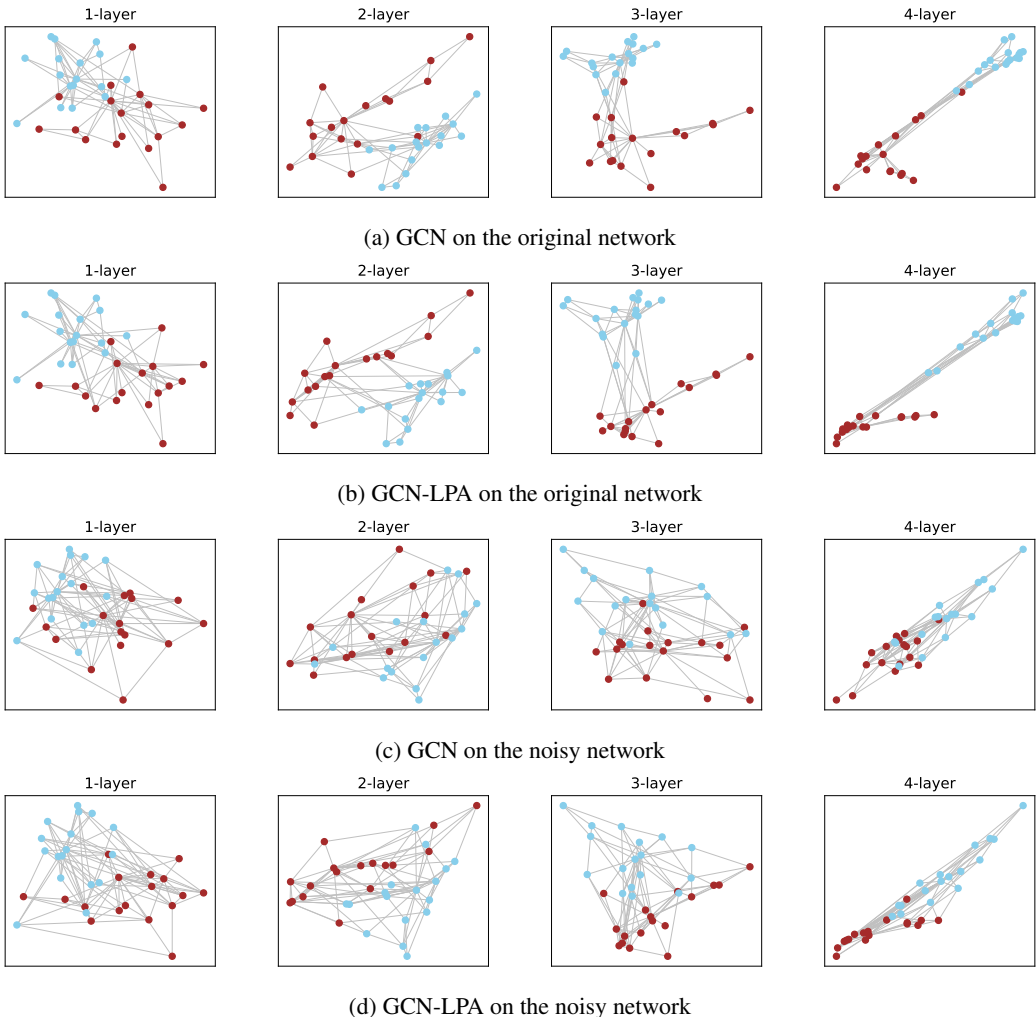 1-layer 2-layer 3-layer 4-layer
(a) GCN on the original network
1-layer 2-layer 3-layer 4-layer
(b) GCN-LPA on the original network
1-layer 2-layer 3-layer 4-layer
(c) GCN on the noisy network
1-layer 2-layer 3-layer 4-layer
(d) GCN-LPA on the noisy network